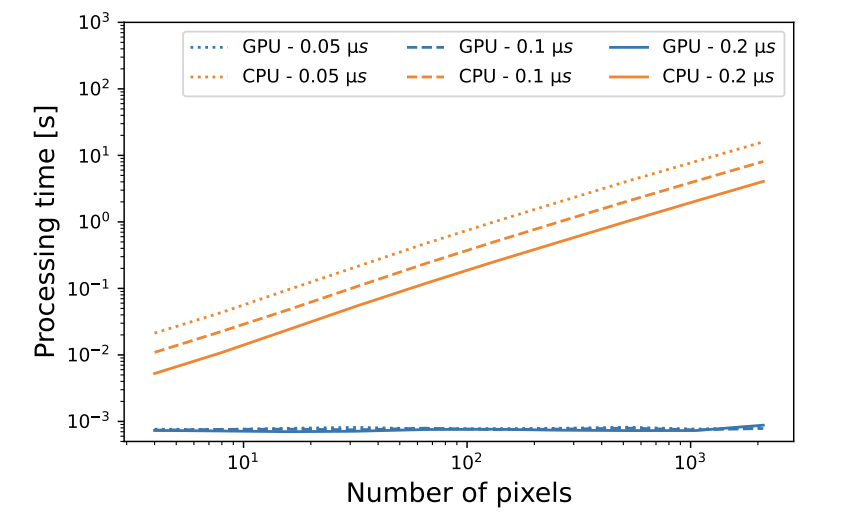 10³
10²
10¹
10⁰
10⁻¹
10⁻²
10⁻³
Processing time [s]
GPU - 0.05 μs GPU - 0.1 μs GPU - 0.2 μs
CPU - 0.05 μs CPU - 0.1 μs CPU - 0.2 μs
10¹ 10² 10³
Number of pixels